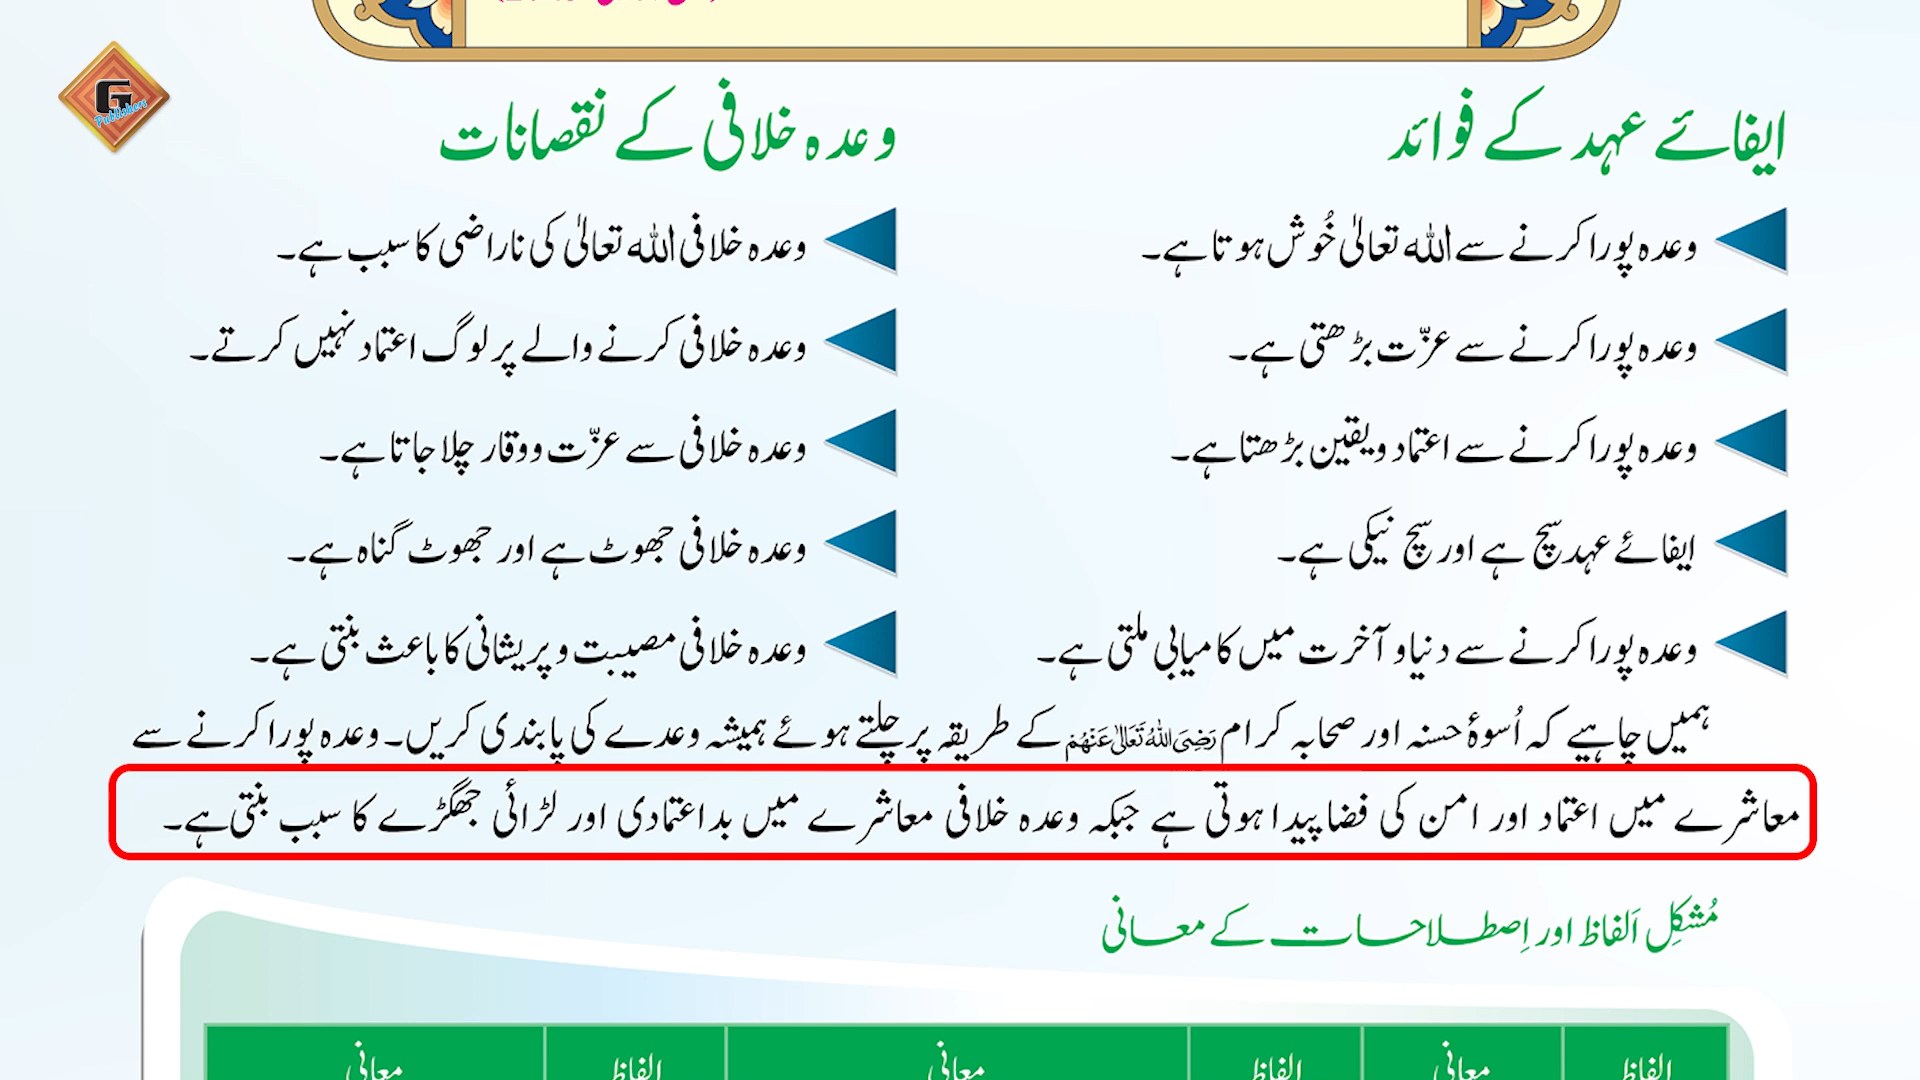 G
Publishers
ایفائے عہد کے فوائد
وعدہ پورا کرنے سے اللہ تعالیٰ خُوش ہوتا ہے۔
وعدہ پورا کرنے سے عزّت بڑھتی ہے۔
وعدہ پورا کرنے سے اعتماد و یقین بڑھتا ہے۔
ایفائے عہد سچ ہے اور سچ نیکی ہے۔
وعدہ پورا کرنے سے دنیا و آخرت میں کامیابی ملتی ہے۔
وعدہ خلافی کے نقصانات
وعدہ خلافی اللہ تعالیٰ کی ناراضی کا سبب ہے۔
وعدہ خلافی کرنے والے پر لوگ اعتماد نہیں کرتے۔
وعدہ خلافی سے عزّت و وقار چلا جاتا ہے۔
وعدہ خلافی جھوٹ ہے اور جھوٹ گناہ ہے۔
وعدہ خلافی مصیبت و پریشانی کا باعث بنتی ہے۔
ہمیں چاہیے کہ اُسوۂ حسنہ اور صحابہ کرام رَضِیَ اللہُ تَعَالٰی عَنْہُمْ کے طریقہ پر چلتے ہوئے ہمیشہ وعدے کی پابندی کریں۔ وعدہ پورا کرنے سے
معاشرے میں اعتماد اور امن کی فضا پیدا ہوتی ہے جبکہ وعدہ خلافی معاشرے میں بداعتمادی اور لڑائی جھگڑے کا سبب بنتی ہے۔
مُشکِل اَلفاظ اور اِصطلاحات کے معانی
الفاظ معانی الفاظ معانی الفاظ معانی